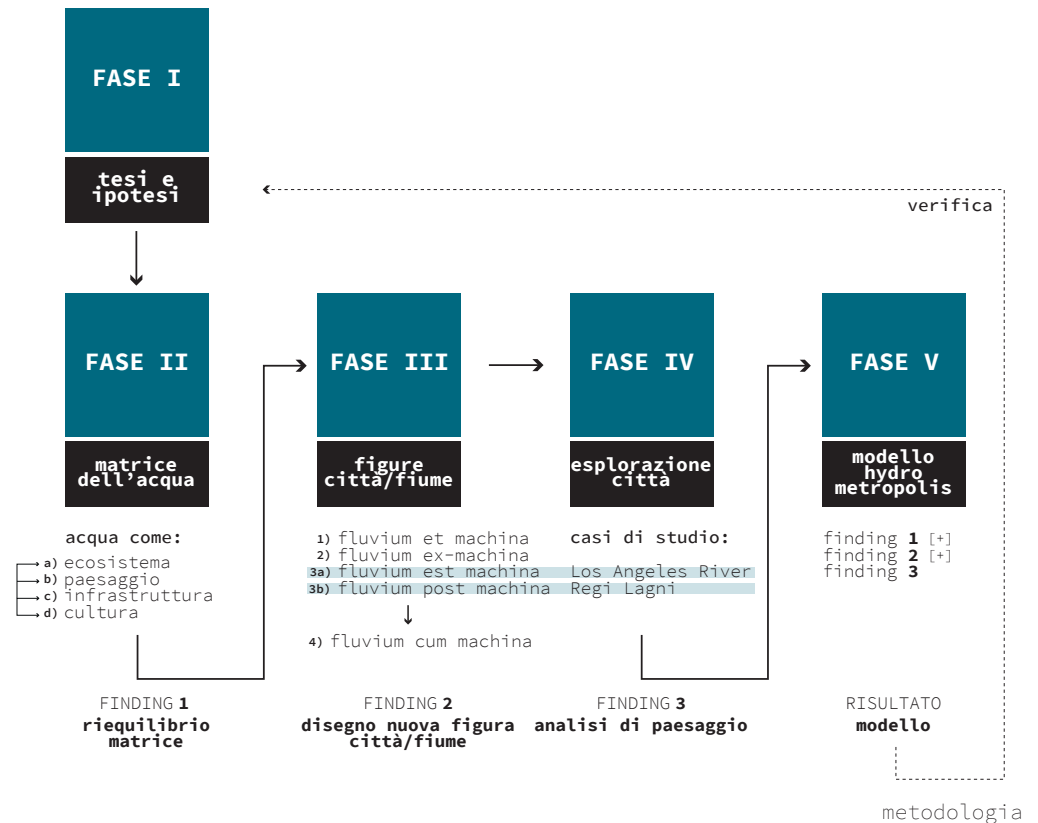 FASE I
tesi e
ipotesi
verifica
FASE II
matrice
dell’acqua
acqua come:
a) ecosistema
b) paesaggio
c) infrastruttura
d) cultura
FINDING 1
riequilibrio
matrice
FASE III
figure
città/fiume
1) fluvium et machina
2) fluvium ex-machina
3a) fluvium est machina
3b) fluvium post machina
4) fluvium cum machina
FINDING 2
disegno nuova figura
città/fiume
FASE IV
esplorazione
città
casi di studio:
Los Angeles River
Regi Lagni
FINDING 3
analisi di paesaggio
FASE V
modello
hydro
metropolis
finding 1 [+]
finding 2 [+]
finding 3
RISULTATO
modello
metodologia